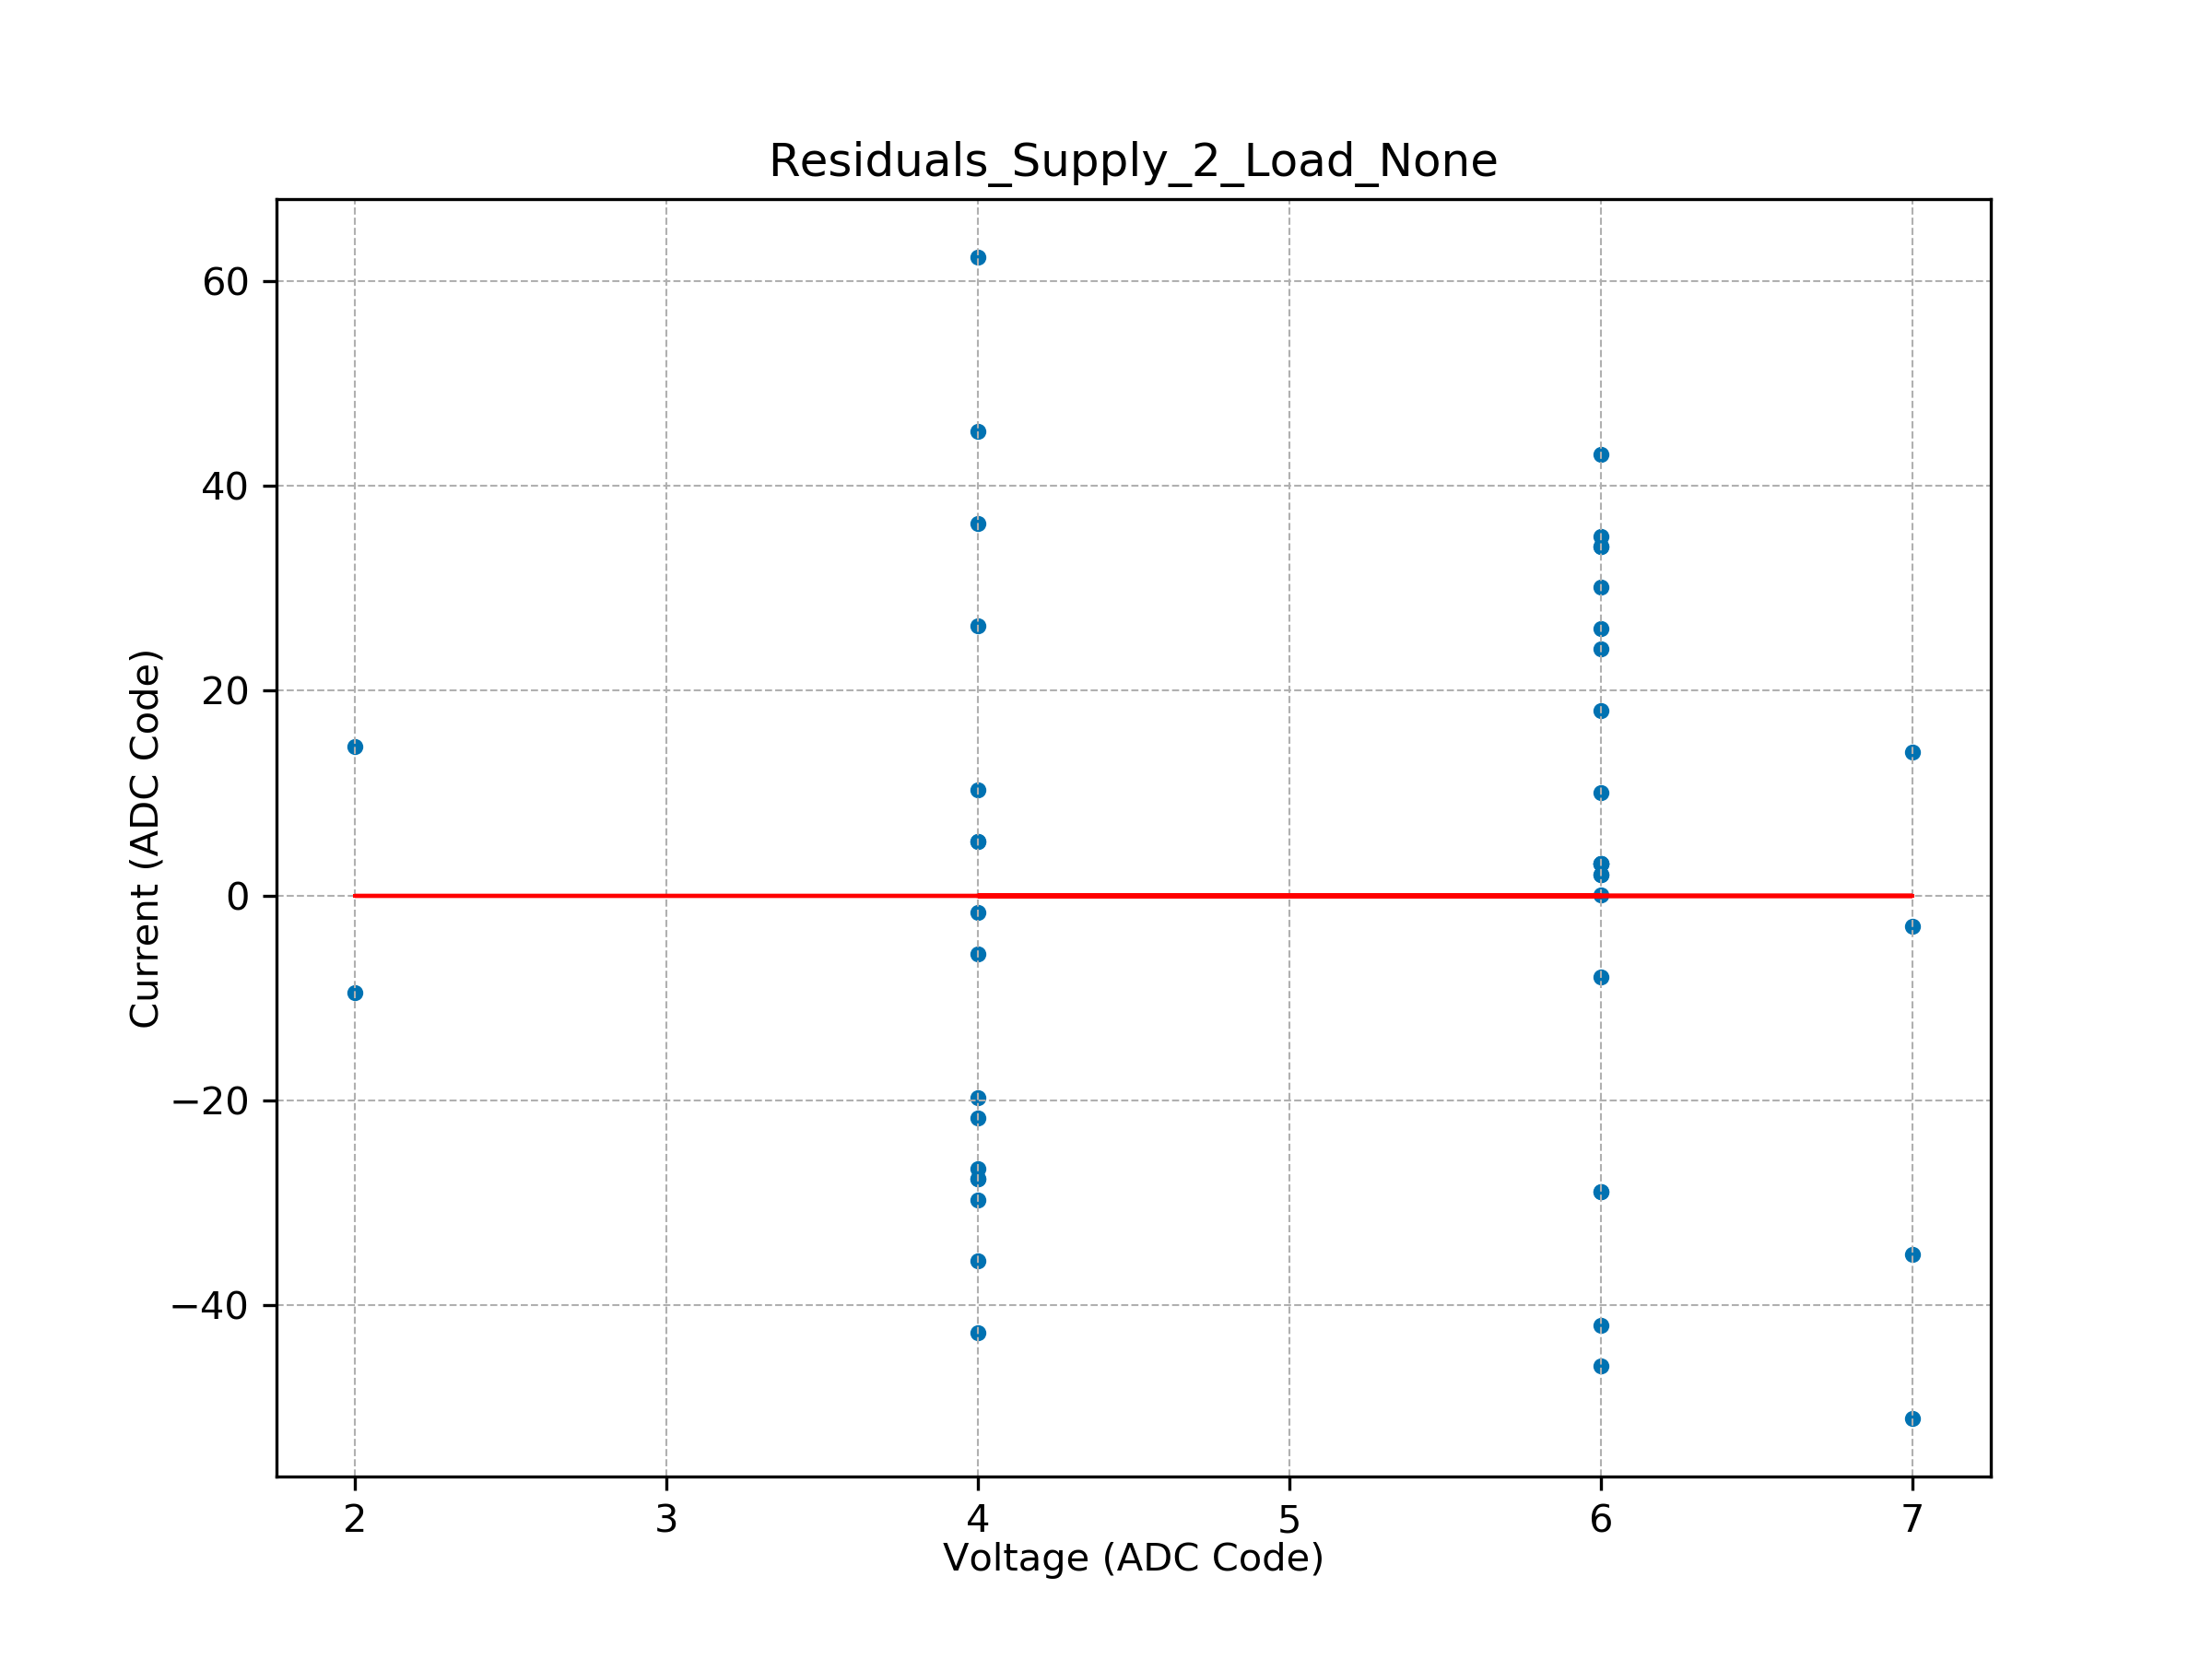 Residuals_Supply_2_Load_None
60
40
20
0
−20
−40
Current (ADC Code)
2 3 4 5 6 7
Voltage (ADC Code)